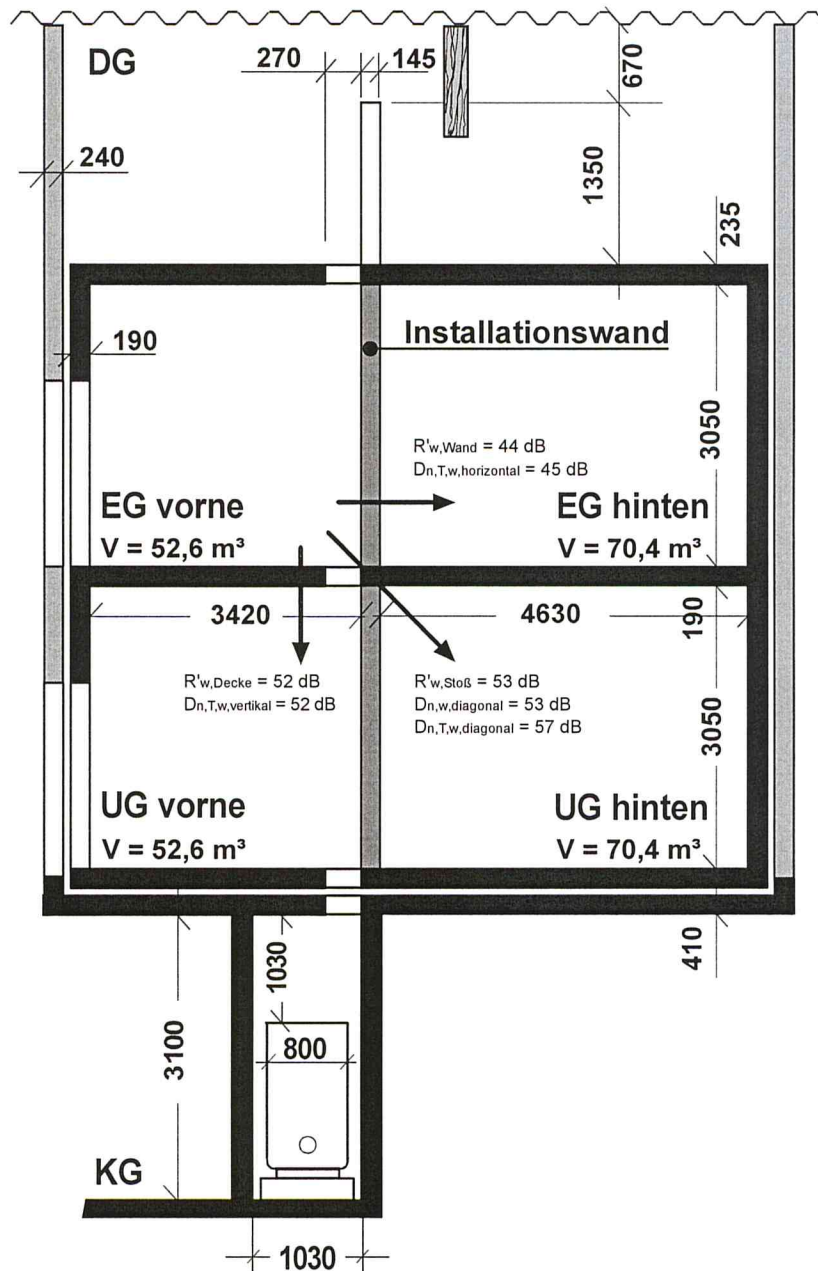 DG
270
145
670
240
1350
235
190
Installationswand
3050
R'w,Wand = 44 dB
Dn,T,w,horizontal = 45 dB
EG vorne
V = 52,6 m³
EG hinten
V = 70,4 m³
3420
4630
190
R'w,Decke = 52 dB
Dn,T,w,vertikal = 52 dB
R'w,Stoß = 53 dB
Dn,w,diagonal = 53 dB
Dn,T,w,diagonal = 57 dB
3050
UG vorne
V = 52,6 m³
UG hinten
V = 70,4 m³
410
1030
3100
800
KG
1030